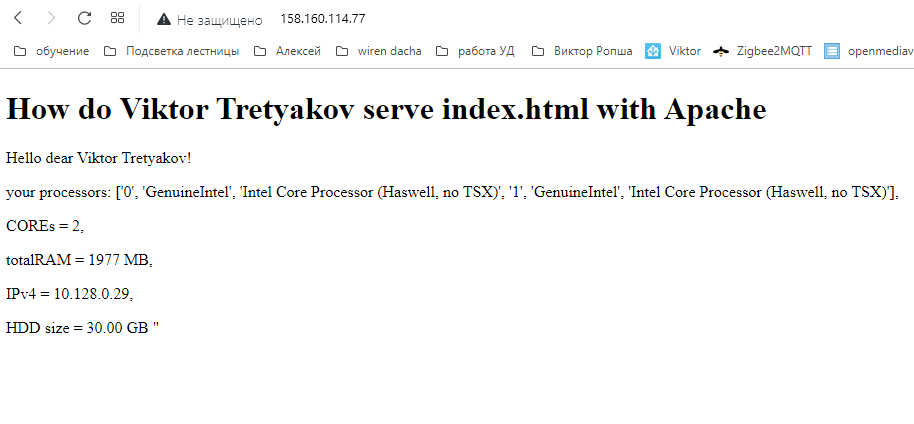 Не защищено 158.160.114.77
обучение Подсветка лестницы Алексей wiren dacha работа УД Виктор Ропша Viktor Zigbee2MQTT openmediav
How do Viktor Tretyakov serve index.html with Apache
Hello dear Viktor Tretyakov!
your processors: ['0', 'GenuineIntel', 'Intel Core Processor (Haswell, no TSX)', '1', 'GenuineIntel', 'Intel Core Processor (Haswell, no TSX)'],
COREs = 2,
totalRAM = 1977 MB,
IPv4 = 10.128.0.29,
HDD size = 30.00 GB "